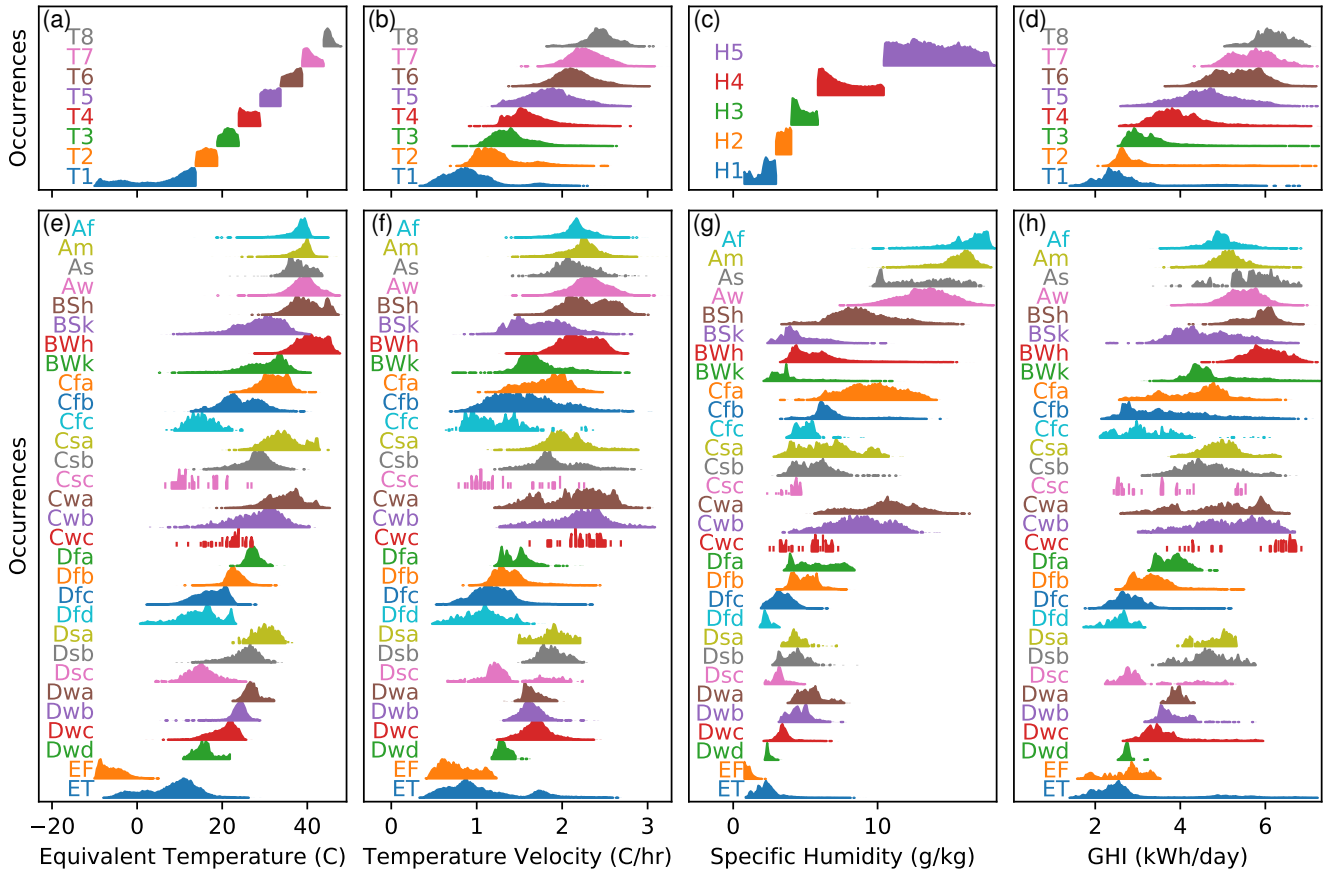 (a)
(b)
(c)
(d)
Occurrences
T8
T7
T6
T5
T4
T3
T2
T1
T8
T7
T6
T5
T4
T3
T2
T1
H5
H4
H3
H2
H1
T8
T7
T6
T5
T4
T3
T2
T1
(e)
(f)
(g)
(h)
Occurrences
Af
Am
As
Aw
BSh
BSk
BWh
BWk
Cfa
Cfb
Cfc
Csa
Csb
Csc
Cwa
Cwb
Cwc
Dfa
Dfb
Dfc
Dfd
Dsa
Dsb
Dsc
Dwa
Dwb
Dwc
Dwd
EF
ET
Af
Am
As
Aw
BSh
BSk
BWh
BWk
Cfa
Cfb
Cfc
Csa
Csb
Csc
Cwa
Cwb
Cwc
Dfa
Dfb
Dfc
Dfd
Dsa
Dsb
Dsc
Dwa
Dwb
Dwc
Dwd
EF
ET
Af
Am
As
Aw
BSh
BSk
BWh
BWk
Cfa
Cfb
Cfc
Csa
Csb
Csc
Cwa
Cwb
Cwc
Dfa
Dfb
Dfc
Dfd
Dsa
Dsb
Dsc
Dwa
Dwb
Dwc
Dwd
EF
ET
Af
Am
As
Aw
BSh
BSk
BWh
BWk
Cfa
Cfb
Cfc
Csa
Csb
Csc
Cwa
Cwb
Cwc
Dfa
Dfb
Dfc
Dfd
Dsa
Dsb
Dsc
Dwa
Dwb
Dwc
Dwd
EF
ET
−20 0 20 40
0 1 2 3
0 10
2 4 6
Equivalent Temperature (C)
Temperature Velocity (C/hr)
Specific Humidity (g/kg)
GHI (kWh/day)